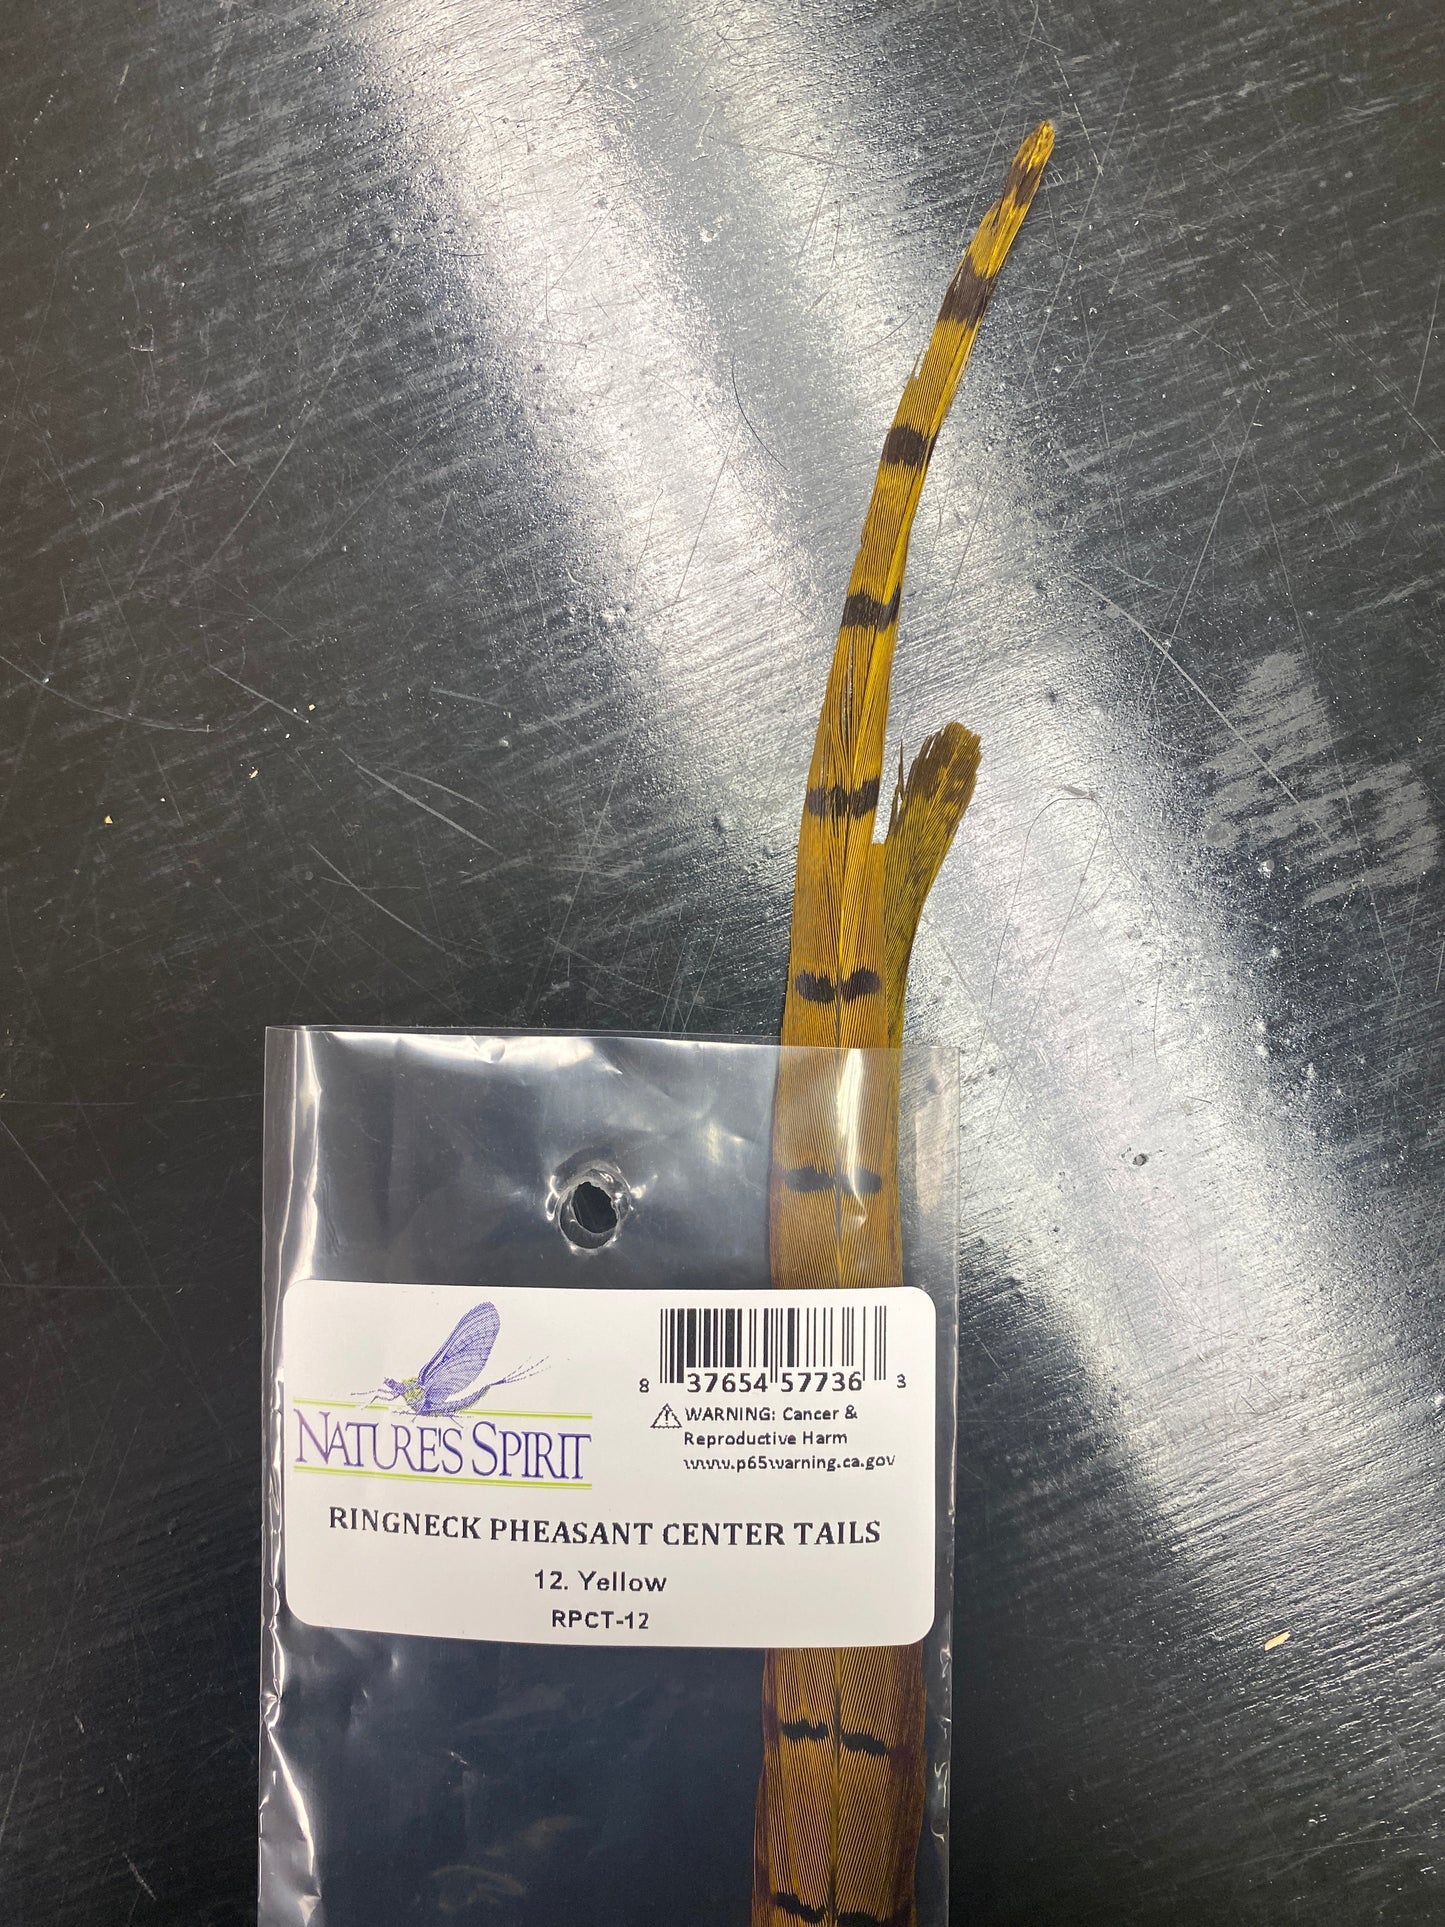 NATURE'S SPIRIT
8 37654 57736 3
WARNING: Cancer &
Reproductive Harm
www.p65warning.ca.gov
RINGNECK PHEASANT CENTER TAILS
12. Yellow
RPCT-12